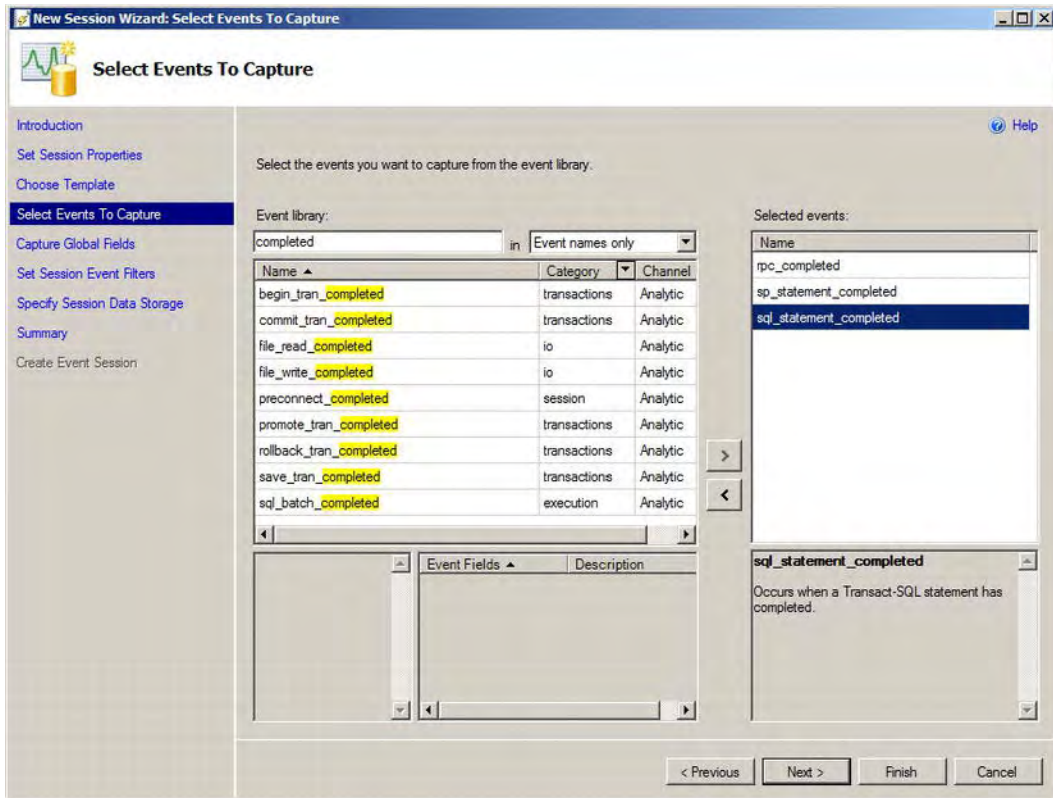 New Session Wizard: Select Events To Capture
Select Events To Capture
Introduction
Set Session Properties
Choose Template
Select Events To Capture
Capture Global Fields
Set Session Event Filters
Specify Session Data Storage
Summary
Create Event Session
Help
Select the events you want to capture from the event library.
Event library:
completed in Event names only
Name Category Channel
begin_tran_completed transactions Analytic
commit_tran_completed transactions Analytic
file_read_completed io Analytic
file_write_completed io Analytic
preconnect_completed session Analytic
promote_tran_completed transactions Analytic
rollback_tran_completed transactions Analytic
save_tran_completed transactions Analytic
sql_batch_completed execution Analytic
Event Fields Description
> 
<
Selected events:
Name
rpc_completed
sp_statement_completed
sql_statement_completed
sql_statement_completed
Occurs when a Transact-SQL statement has
completed.
< Previous Next > Finish Cancel